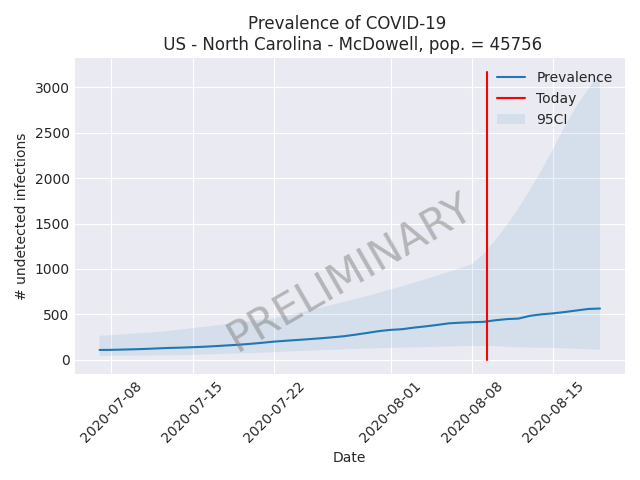 Prevalence of COVID-19
US - North Carolina - McDowell, pop. = 45756
# undetected infections
3000
2500
2000
1500
1000
500
0
Prevalence
Today
95CI
PRELIMINARY
2020-07-08
2020-07-15
2020-07-22
2020-08-01
2020-08-08
2020-08-15
Date